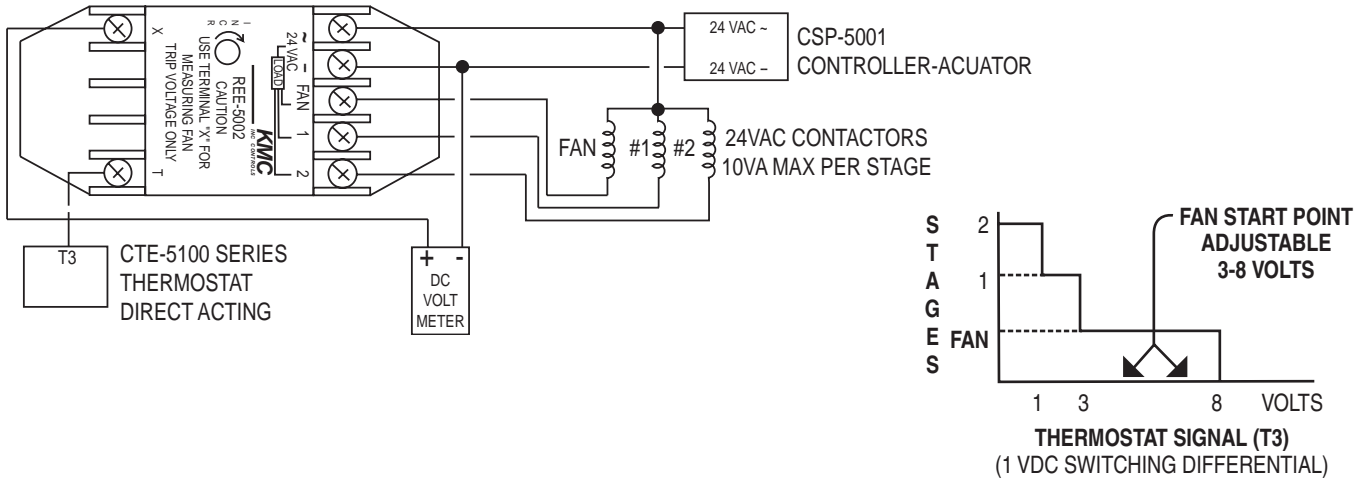 I
N
C
R
X
T
USE TERMINAL "X" FOR
MEASURING FAN
TRIP VOLTAGE ONLY
CAUTION
REE-5002
KMC
KMC CONTROLS
LOAD
24 VAC
~
–
FAN
1
2
24 VAC ~
24 VAC –
CSP-5001
CONTROLLER-ACUATOR
FAN
#1
#2
24VAC CONTACTORS
10VA MAX PER STAGE
T3
CTE-5100 SERIES
THERMOSTAT
DIRECT ACTING
+ -
DC
VOLT
METER
STAGES
2
1
FAN
FAN START POINT
ADJUSTABLE
3-8 VOLTS
1 3 8 VOLTS
THERMOSTAT SIGNAL (T3)
(1 VDC SWITCHING DIFFERENTIAL)